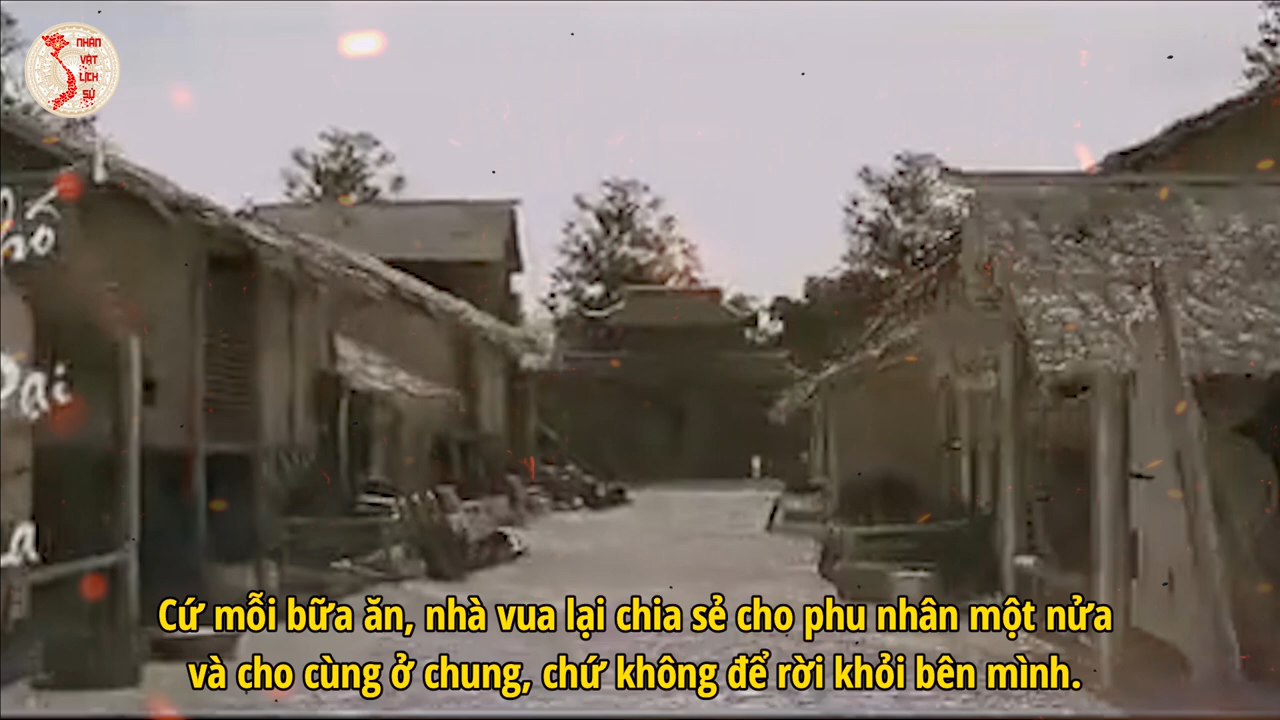 NHÂN
VẬT
LỊCH
SỬ
Cứ mỗi bữa ăn, nhà vua lại chia sẻ cho phu nhân một nửa
và cho cùng ở chung, chứ không để rời khỏi bên mình.